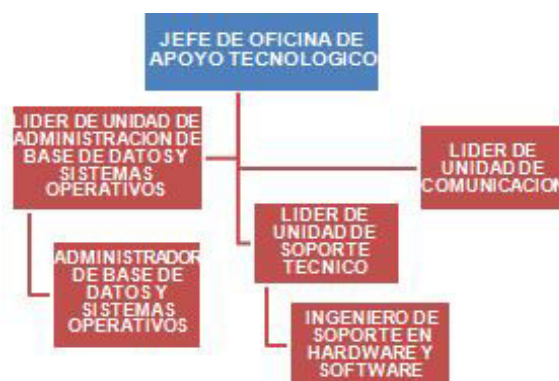 JEFE DE OFICINA DE
APOYO TECNOLOGICO
LIDER DE UNIDAD DE
ADMINISTRACION DE
BASE DE DATOS Y
SISTEMAS
OPERATIVOS
LIDER DE
UNIDAD DE
COMUNICACION
LIDER DE
UNIDAD DE
SOPORTE
TECNICO
ADMINISTRADOR
DE BASE DE
DATOS Y
SISTEMAS
OPERATIVOS
INGENIERO DE
SOPORTE EN
HARDWARE Y
SOFTWARE